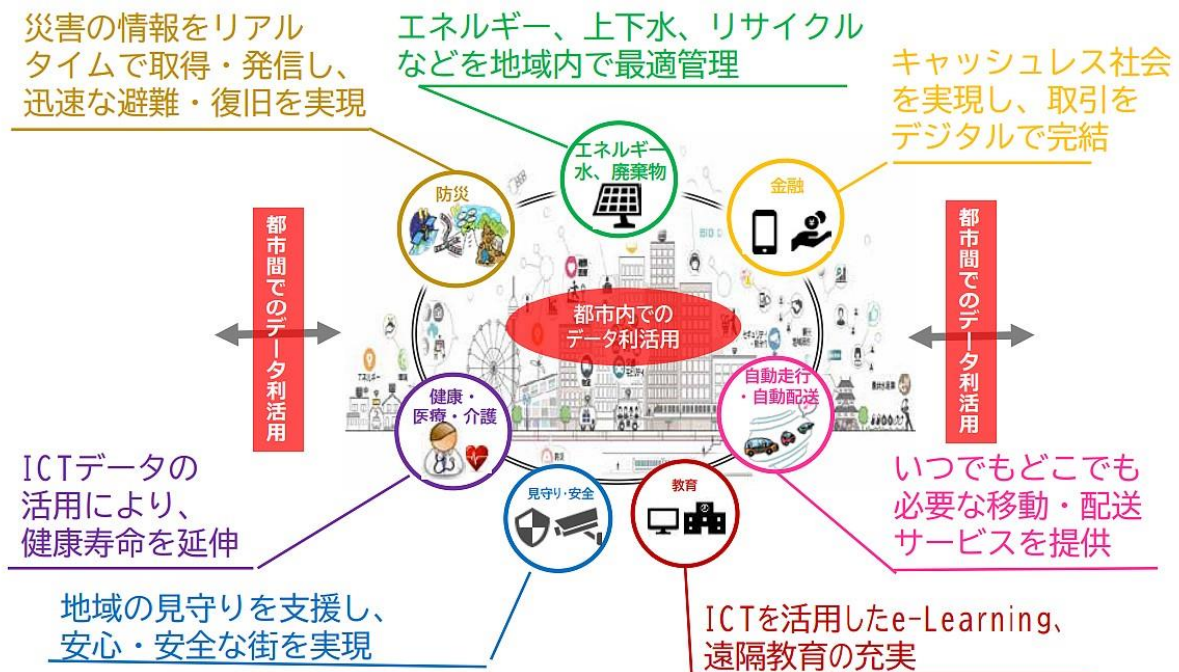 災害の情報をリアル
タイムで取得・発信し、
迅速な避難・復旧を実現
エネルギー、上下水、リサイクル
などを地域内で最適管理
キャッシュレス社会
を実現し、取引を
デジタルで完結
防災
エネルギー
水、廃棄物
金融
都市間でのデータ利活用
都市内での
データ利活用
都市間でのデータ利活用
健康・
医療・介護
自動走行
・自動配送
見守り・安全
教育
ICTデータの
活用により、
健康寿命を延伸
いつでもどこでも
必要な移動・配送
サービスを提供
地域の見守りを支援し、
安心・安全な街を実現
ICTを活用したe-Learning、
遠隔教育の充実
エネルギー